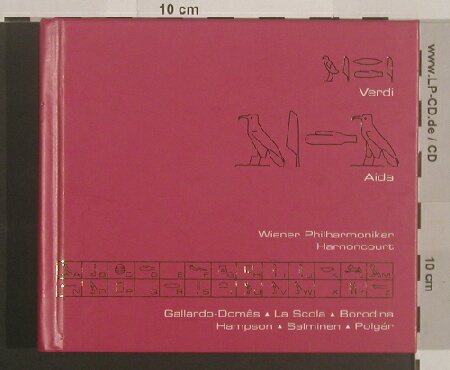 10 cm
Verdi
Aida
Wiener Philharmoniker
Harnoncourt
Gallardo-Domâs ▲ La Scola ▲ Borodina
Hampson ▲ Salminen ▲ Polgár
www.LP-CD.de / CD
10 cm